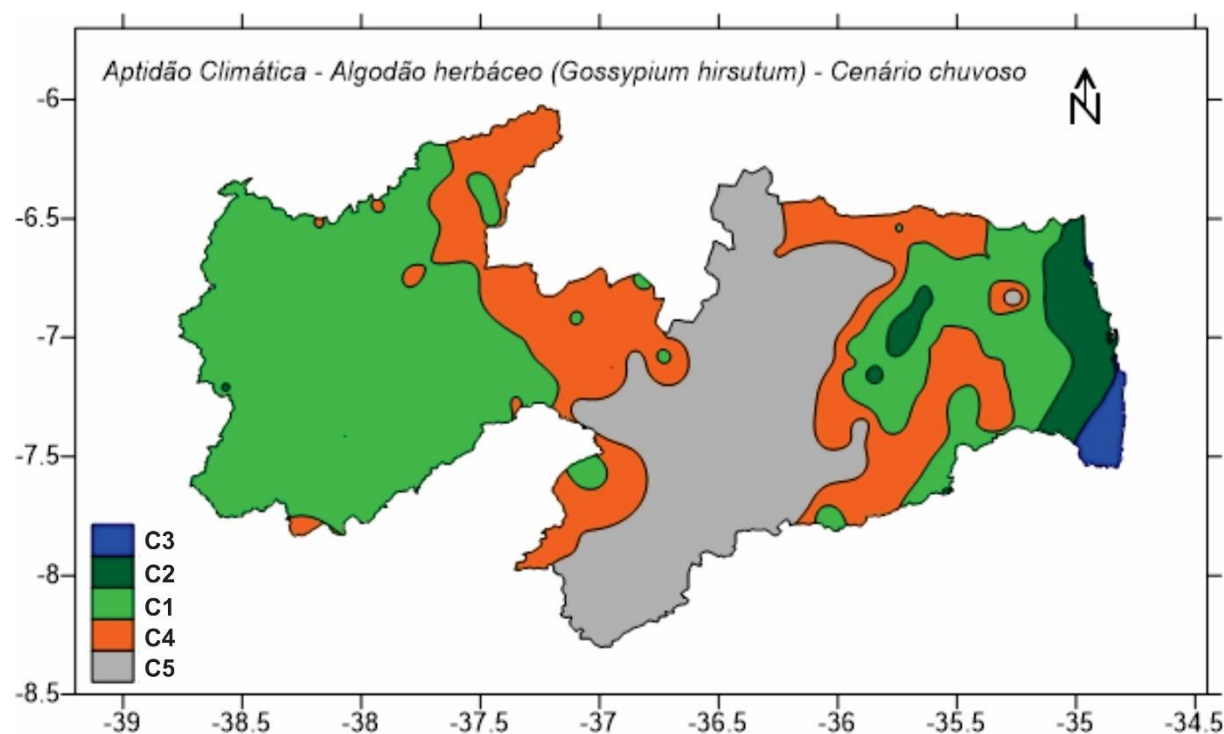 Aptidão Climática - Algodão herbáceo (Gossypium hirsutum) - Cenário chuvoso
N
-6
-6.5
-7
-7.5
-8
-8.5
C3
C2
C1
C4
C5
-39 -38.5 -38 -37.5 -37 -36.5 -36 -35.5 -35 -34.5